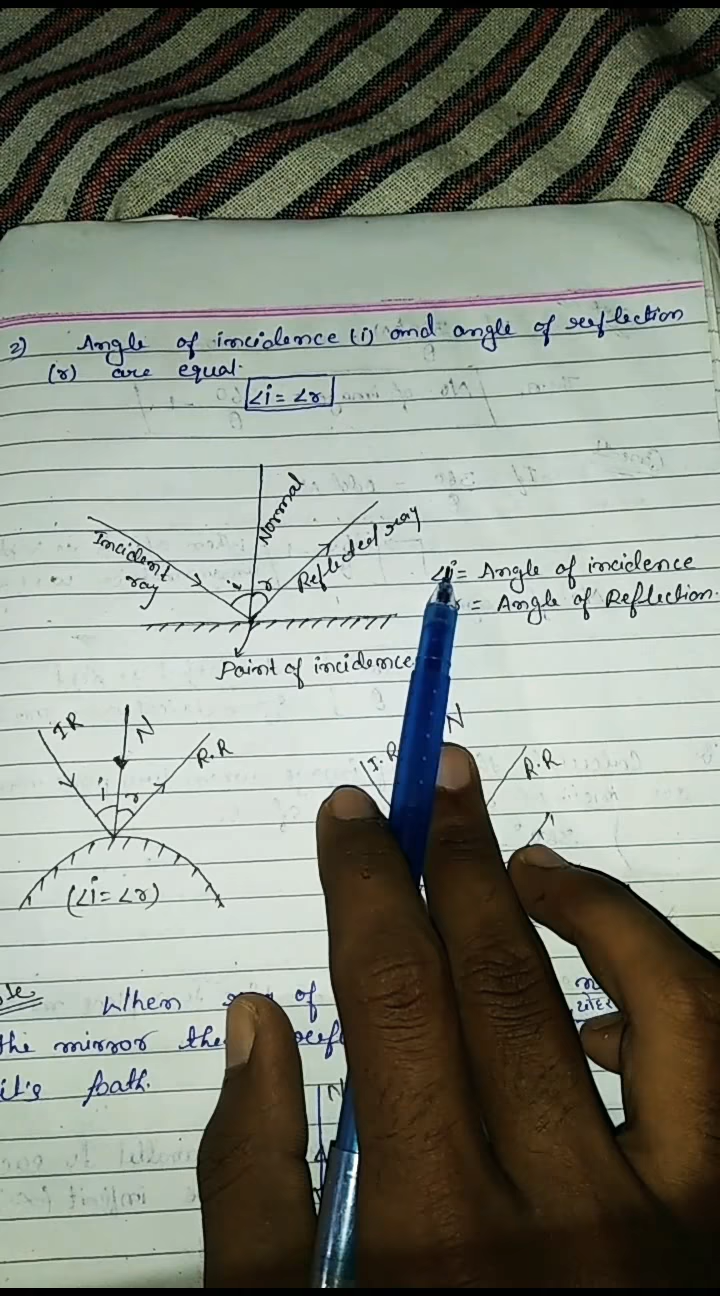 2) Angle of incidence (i) and angle of reflection
(r) are equal.
∠i = ∠r
Normal
Incident
ray
Reflected ray
i r
∠i = Angle of incidence
r = Angle of Reflection.
Point of incidence
IR N R.R
i r
(∠i = ∠r)
I.R N R.R
When of
the mirror the
it's path.
N